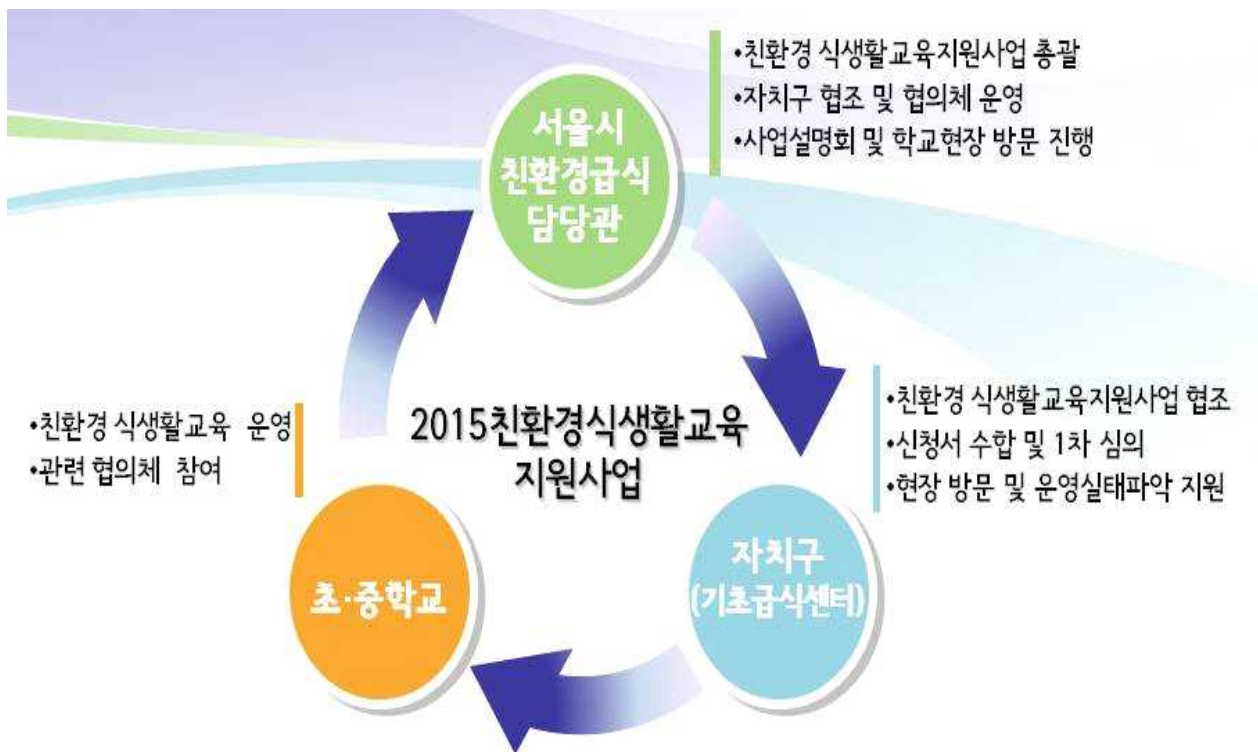 •친환경 식생활교육지원사업 총괄
•자치구 협조 및 협의체 운영
•사업설명회 및 학교현장 방문 진행
서울시
친환경급식
담당관
2015친환경식생활교육
지원사업
•친환경 식생활교육지원사업 협조
•신청서 수합 및 1차 심의
•현장 방문 및 운영실태파악 지원
자치구
(기초급식센터)
•친환경 식생활교육 운영
•관련 협의체 참여
초·중학교